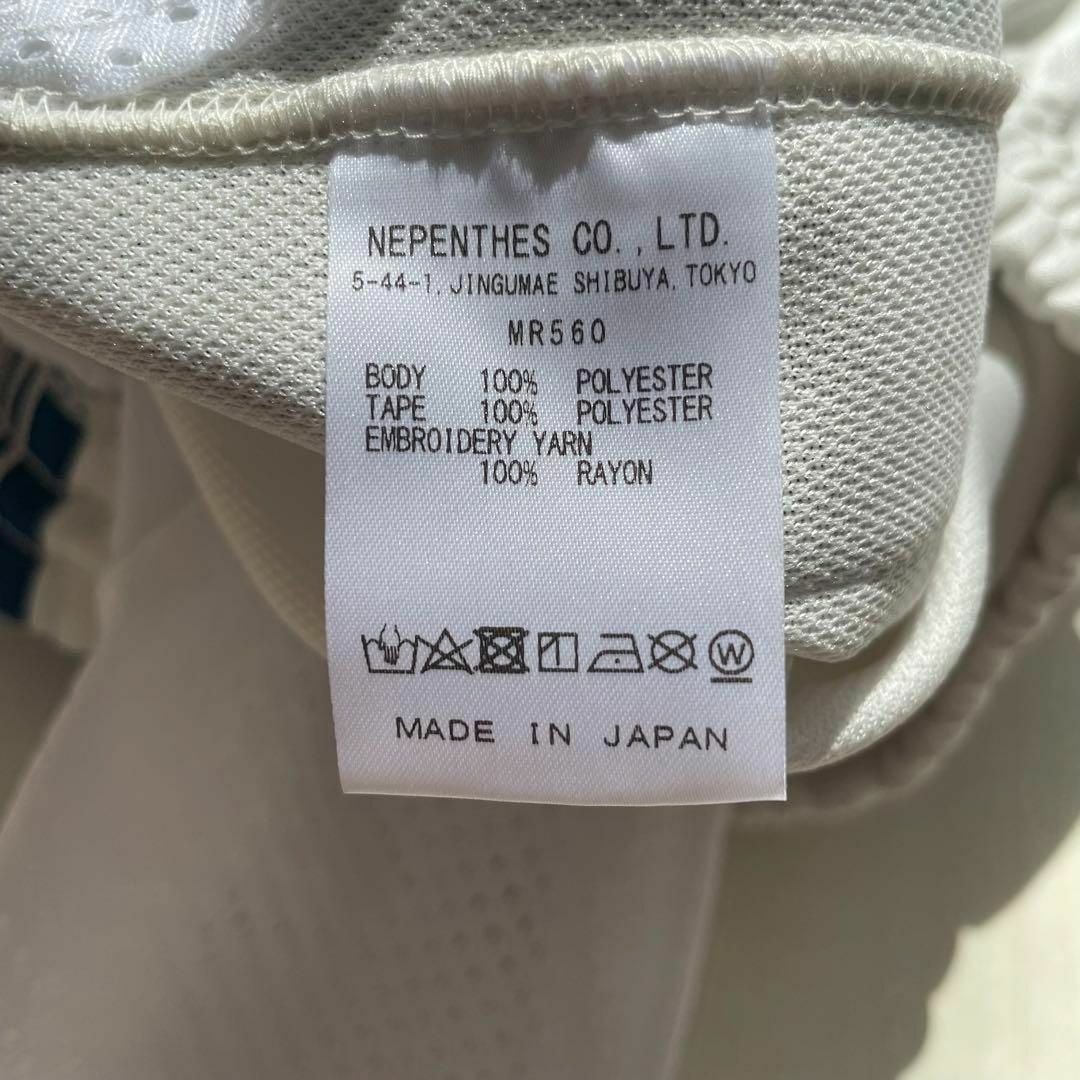 NEPENTHES CO., LTD.
5-44-1, JINGUMAE SHIBUYA, TOKYO
MR560
BODY 100% POLYESTER
TAPE 100% POLYESTER
EMBROIDERY YARN
100% RAYON
W
MADE IN JAPAN